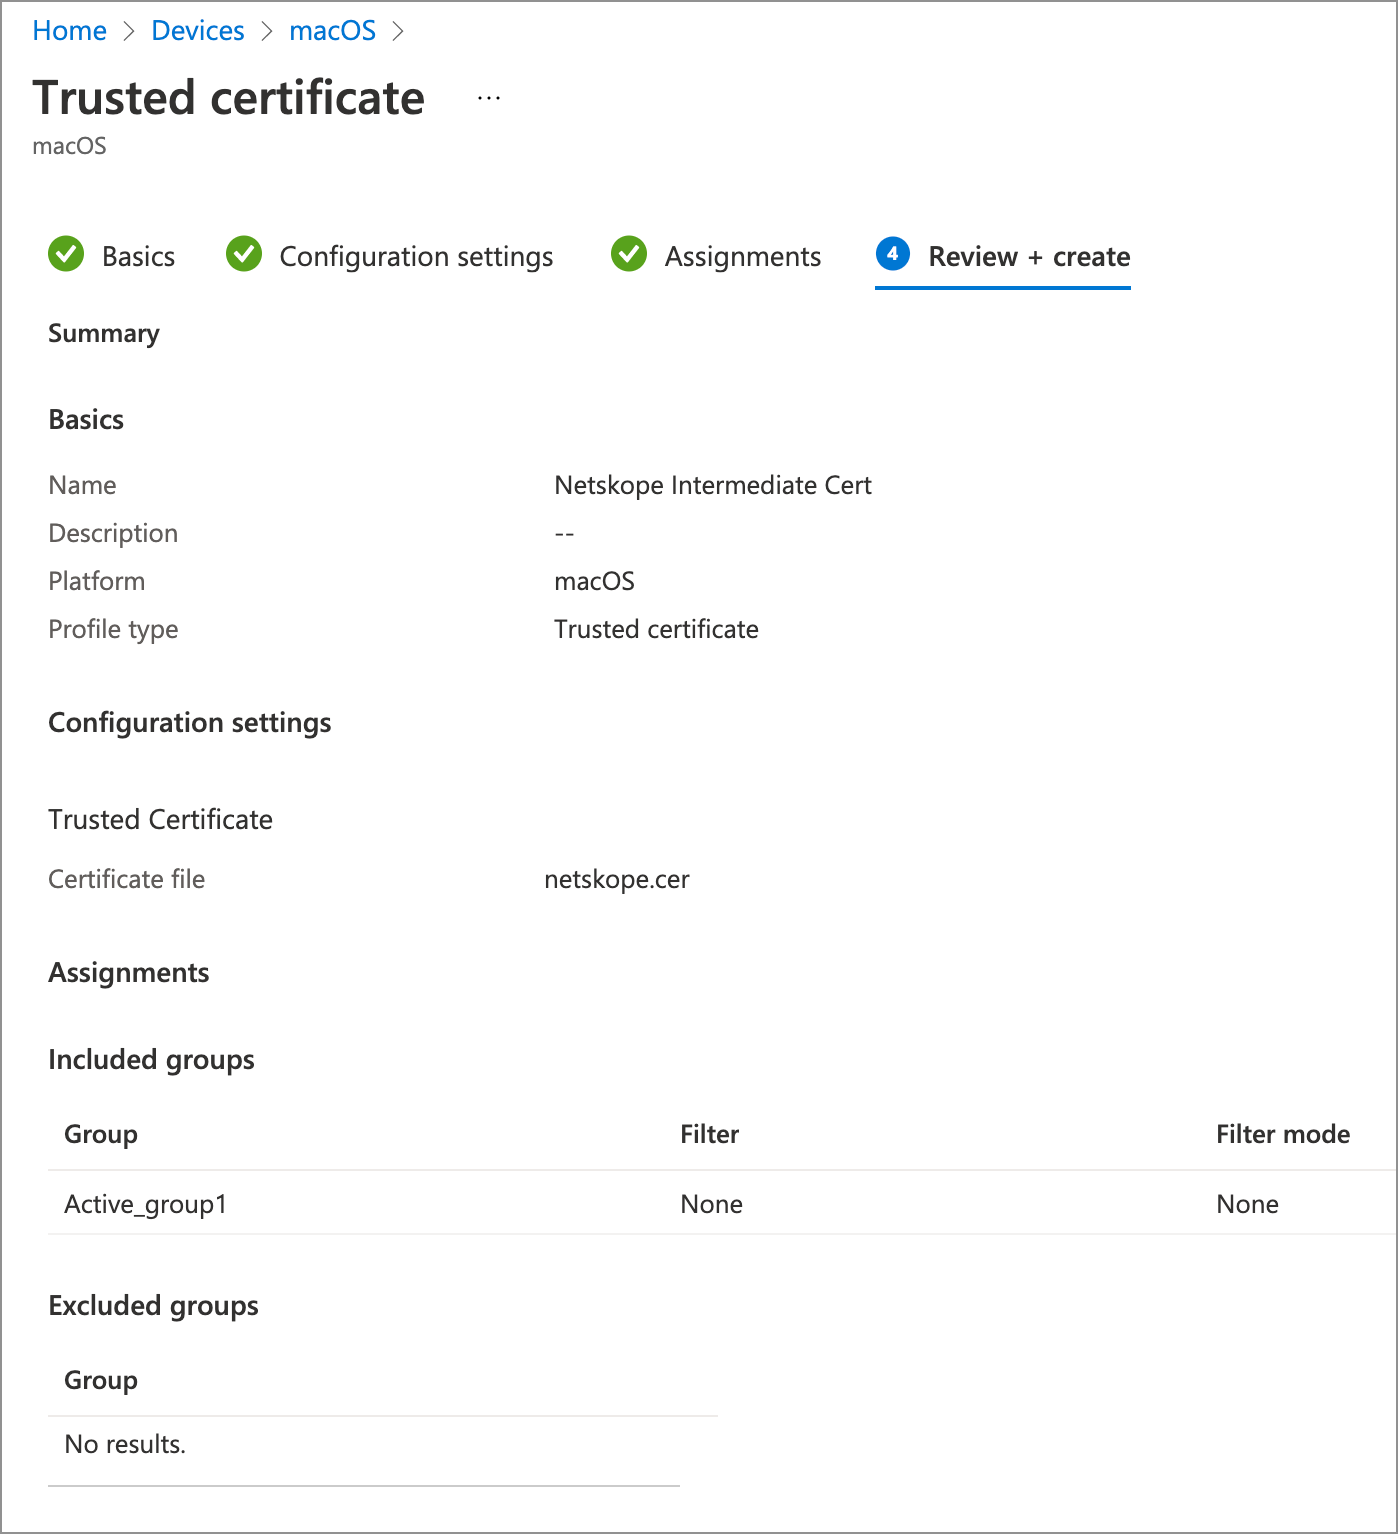 Home > Devices > macOS >
Trusted certificate ...
macOS
Basics Configuration settings Assignments 4 Review + create
Summary
Basics
Name Netskope Intermediate Cert
Description --
Platform macOS
Profile type Trusted certificate
Configuration settings
Trusted Certificate
Certificate file netskope.cer
Assignments
Included groups
Group Filter Filter mode
Active_group1 None None
Excluded groups
Group
No results.